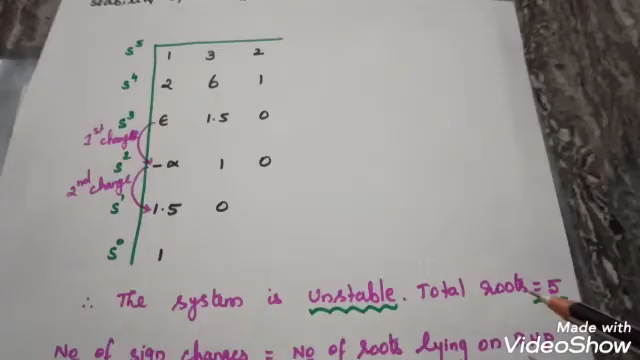 s⁵ 1 3 2
s⁴ 2 6 1
s³ ϵ 1.5 0
1st change
s² -α 1 0
2nd change
s¹ 1.5 0
s⁰ 1
∴ The system is unstable. Total roots = 5
No of sign changes = No of roots lying on
Made with
VideoShow